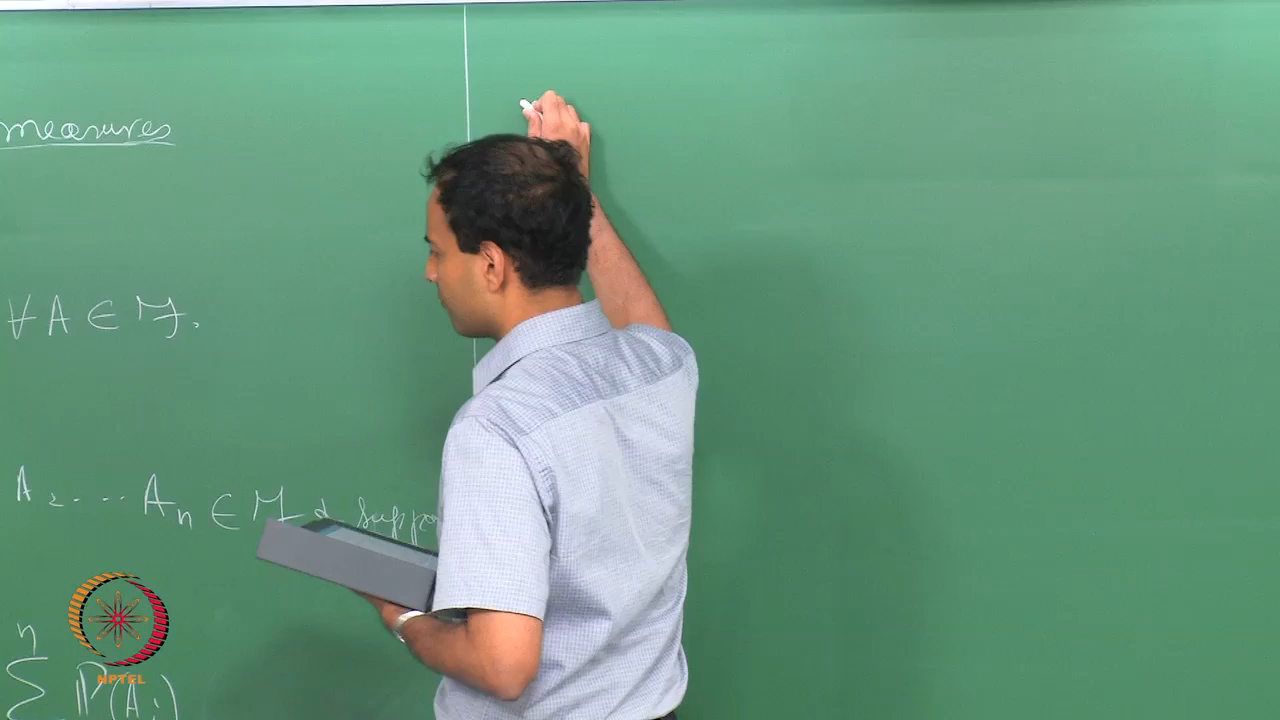 measures
∀ A ∈ ℱ.
A₂ .... Aₙ ∈ ℱ & suppo
n
Σ ℙ(Aᵢ)
NPTEL